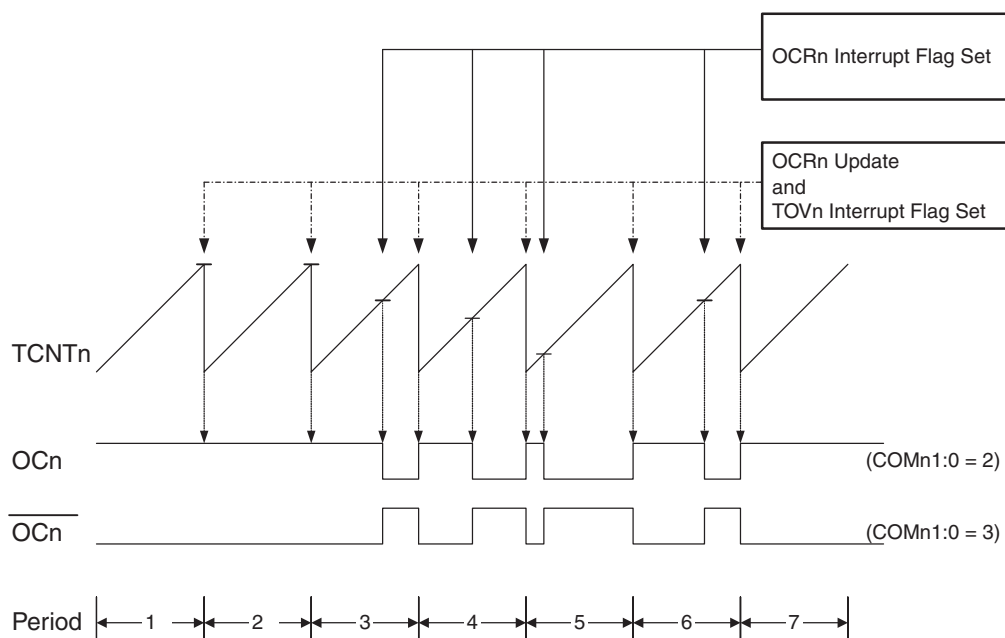 OCRn Interrupt Flag Set
OCRn Update
and
TOVn Interrupt Flag Set
TCNTn
OCn
(COMn1:0 = 2)
OCn
(COMn1:0 = 3)
Period
1
2
3
4
5
6
7